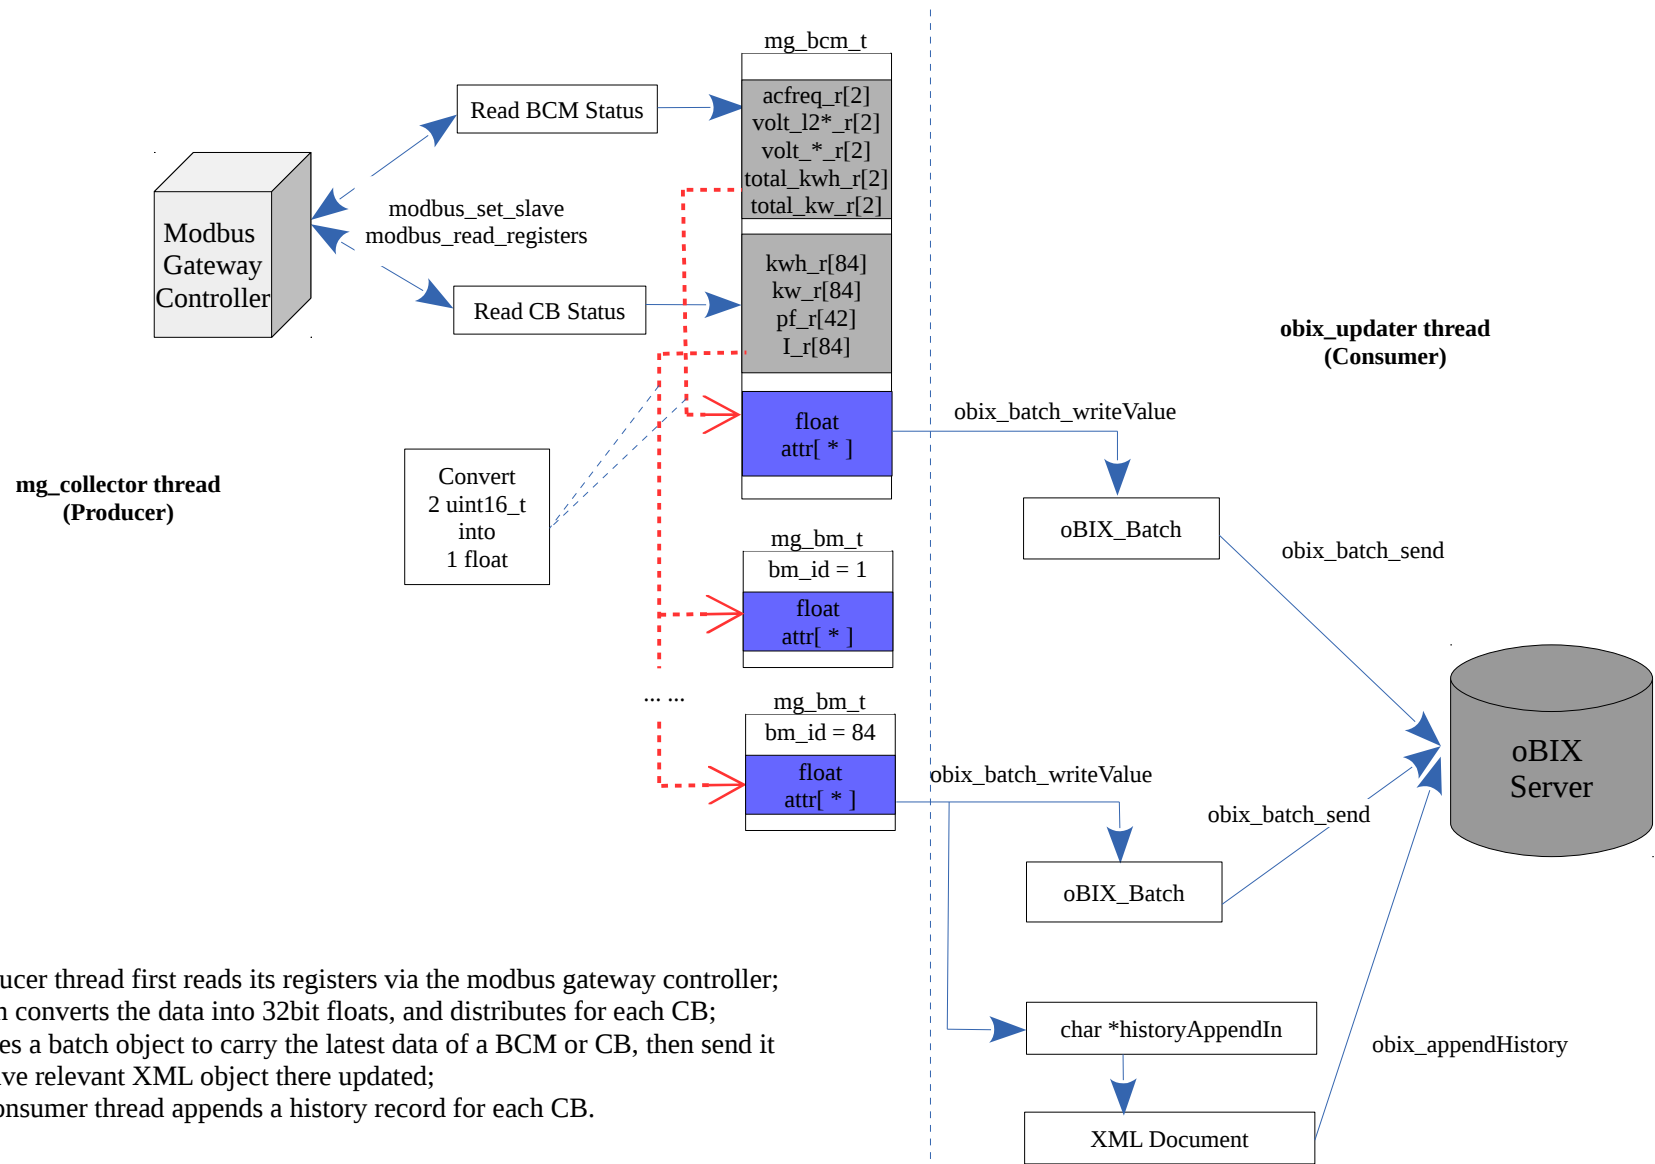 mg_bcm_t
acfreq_r[2]
volt_l2*_r[2]
volt_*_r[2]
total_kwh_r[2]
total_kw_r[2]
Read BCM Status
modbus_set_slave
modbus_read_registers
Modbus
Gateway
Controller
Read CB Status
kwh_r[84]
kw_r[84]
pf_r[42]
I_r[84]
obix_updater thread
(Consumer)
float
attr[ * ]
obix_batch_writeValue
mg_collector thread
(Producer)
Convert
2 uint16_t
into
1 float
oBIX_Batch
obix_batch_send
mg_bm_t
bm_id = 1
float
attr[ * ]
... ...
mg_bm_t
bm_id = 84
float
attr[ * ]
obix_batch_writeValue
obix_batch_send
oBIX
Server
oBIX_Batch
char *historyAppendIn
obix_appendHistory
XML Document
ucer thread first reads its registers via the modbus gateway controller;
n converts the data into 32bit floats, and distributes for each CB;
es a batch object to carry the latest data of a BCM or CB, then send it
ve relevant XML object there updated;
onsumer thread appends a history record for each CB.